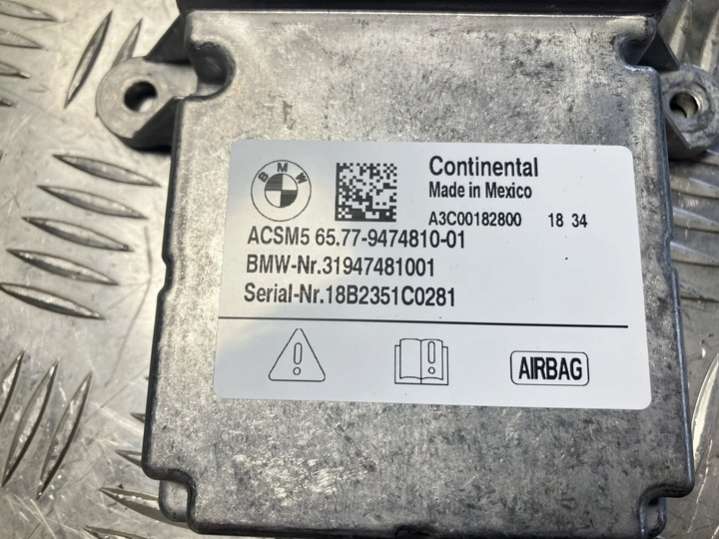 BMW
Continental
Made in Mexico
A3C00182800 18 34
ACSM5 65.77-9474810-01
BMW-Nr.31947481001
Serial-Nr.18B2351C0281
AIRBAG